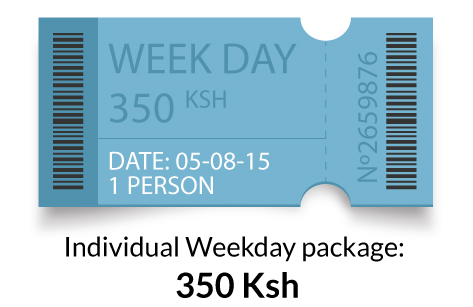 WEEK DAY
350 KSH
DATE: 05-08-15
1 PERSON
Nº2659876
Individual Weekday package:
350 Ksh